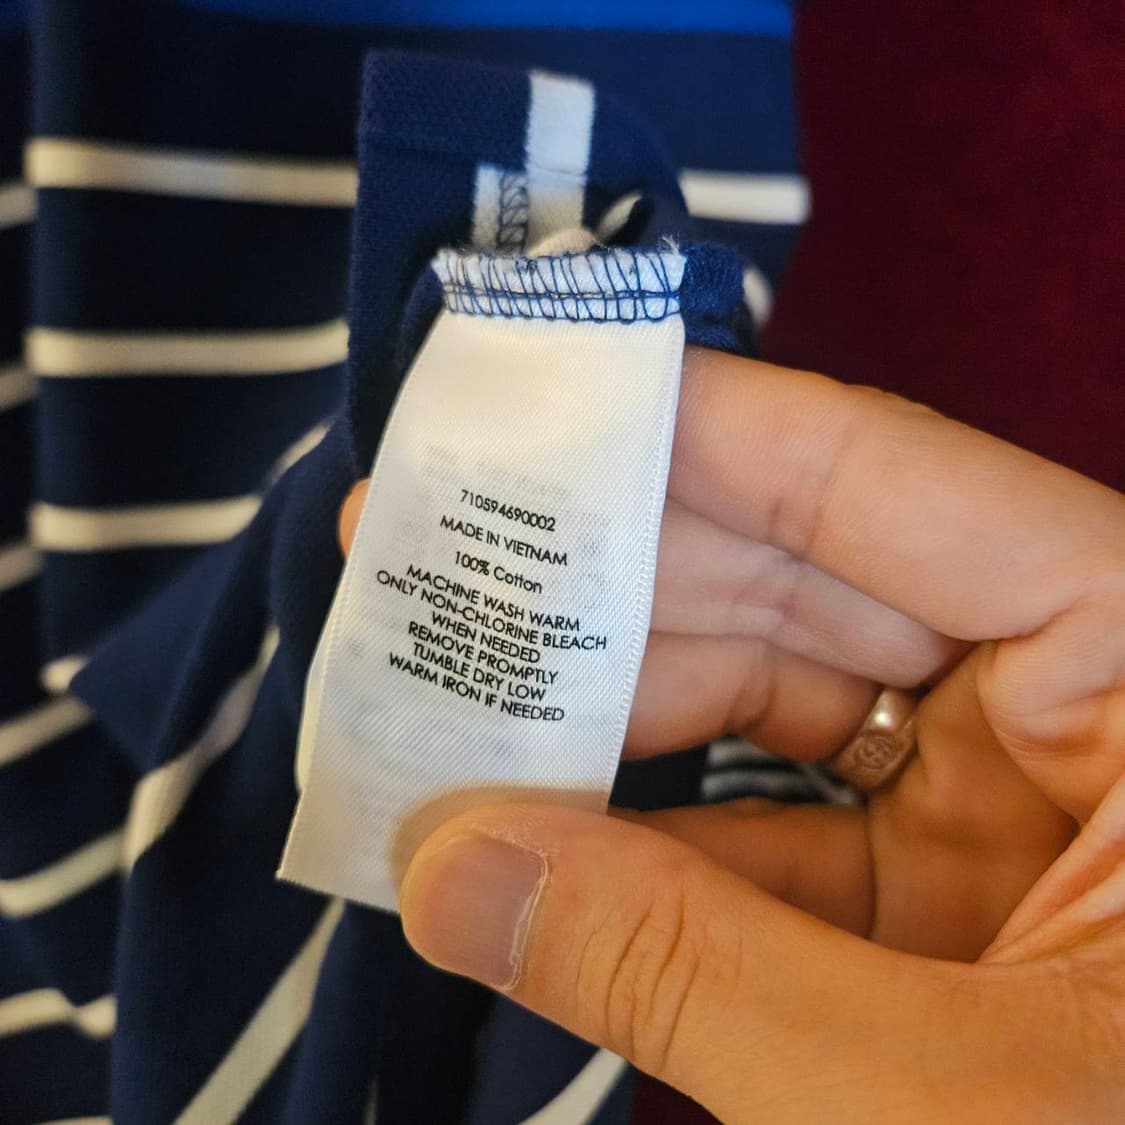 710594690002
MADE IN VIETNAM
100% Cotton
MACHINE WASH WARM
ONLY NON-CHLORINE BLEACH
WHEN NEEDED
REMOVE PROMPTLY
TUMBLE DRY LOW
WARM IRON IF NEEDED